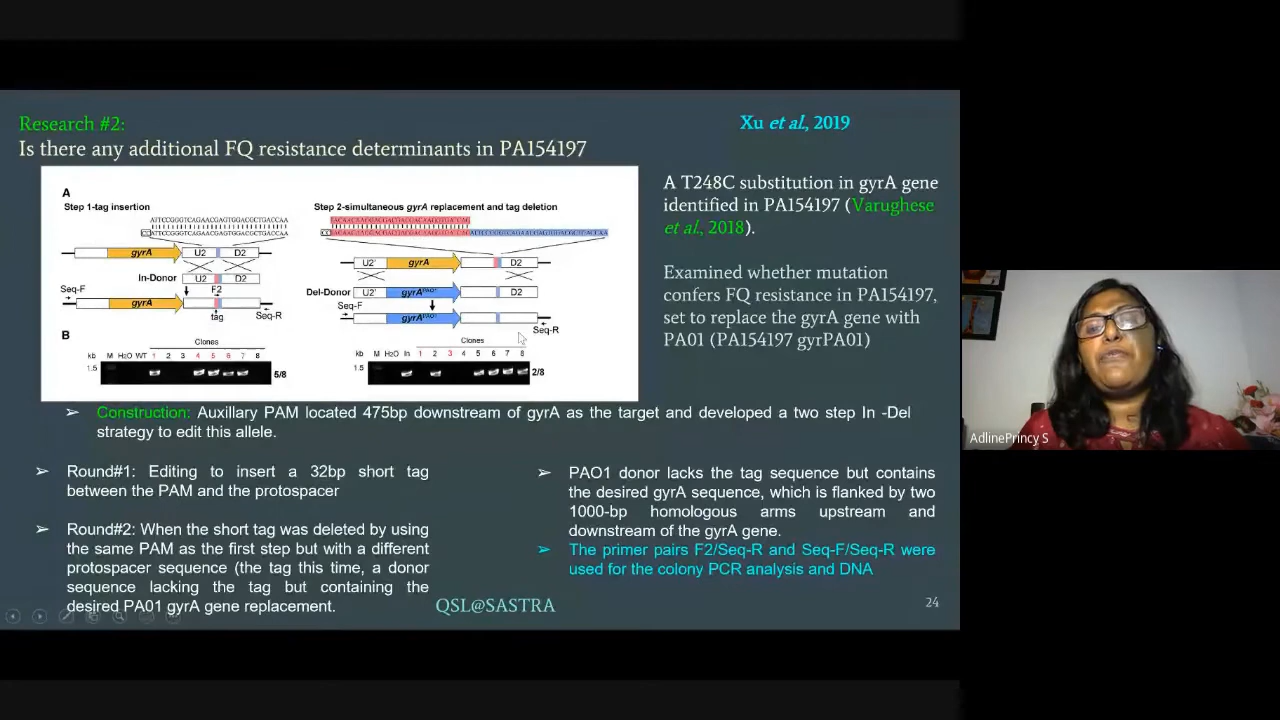 Research #2:
Xu et al., 2019
Is there any additional FQ resistance determinants in PA154197
A
Step 1-tag insertion
ATTCCGGGTCAGAACGAGTGGACGCTGACCAA
CC
gyrA
U2
D2
In-Donor
U2
D2
Seq-F
F2
gyrA
tag
Seq-R
Step 2-simultaneous gyrA replacement and tag deletion
CC
U2'
gyrA
D2
Del-Donor
U2'
gyrAPAO1
D2
Seq-F
gyrAPAO1
Seq-R
B
Clones
kb M H2O WT 1 2 3 4 5 6 7 8
1.5
5/8
Clones
kb M H2O In 1 2 3 4 5 6 7 8
1.5
2/8
A T248C substitution in gyrA gene
identified in PA154197 (Varughese
et al., 2018).
Examined whether mutation
confers FQ resistance in PA154197,
set to replace the gyrA gene with
PA01 (PA154197 gyrPA01)
➢ Construction: Auxillary PAM located 475bp downstream of gyrA as the target and developed a two step In -Del
strategy to edit this allele.
➢ Round#1: Editing to insert a 32bp short tag
between the PAM and the protospacer
➢ Round#2: When the short tag was deleted by using
the same PAM as the first step but with a different
protospacer sequence (the tag this time, a donor
sequence lacking the tag but containing the
desired PA01 gyrA gene replacement.
➢ PAO1 donor lacks the tag sequence but contains
the desired gyrA sequence, which is flanked by two
1000-bp homologous arms upstream and
downstream of the gyrA gene.
➢ The primer pairs F2/Seq-R and Seq-F/Seq-R were
used for the colony PCR analysis and DNA
QSL@SASTRA
24
AdlinePrincy S